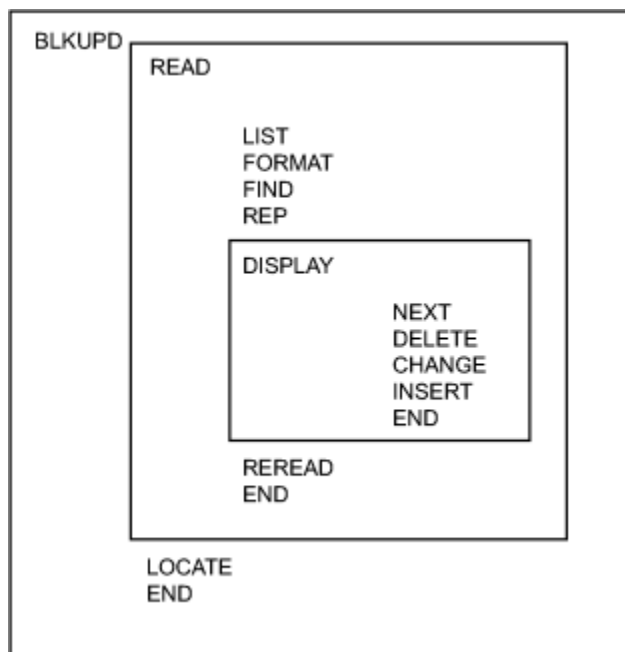 BLKUPD
READ
LIST
FORMAT
FIND
REP
DISPLAY
NEXT
DELETE
CHANGE
INSERT
END
REREAD
END
LOCATE
END